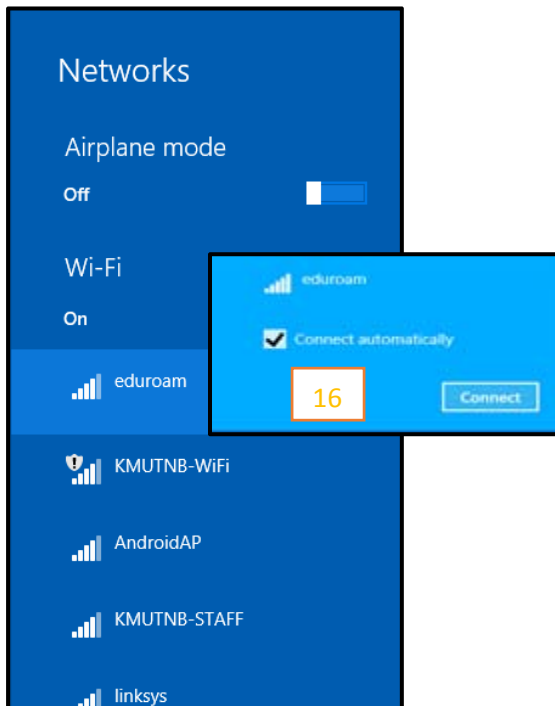 Networks
Airplane mode
Off
Wi-Fi
On
eduroam
eduroam
Connect automatically
16
Connect
KMUTNB-WiFi
AndroidAP
KMUTNB-STAFF
linksys